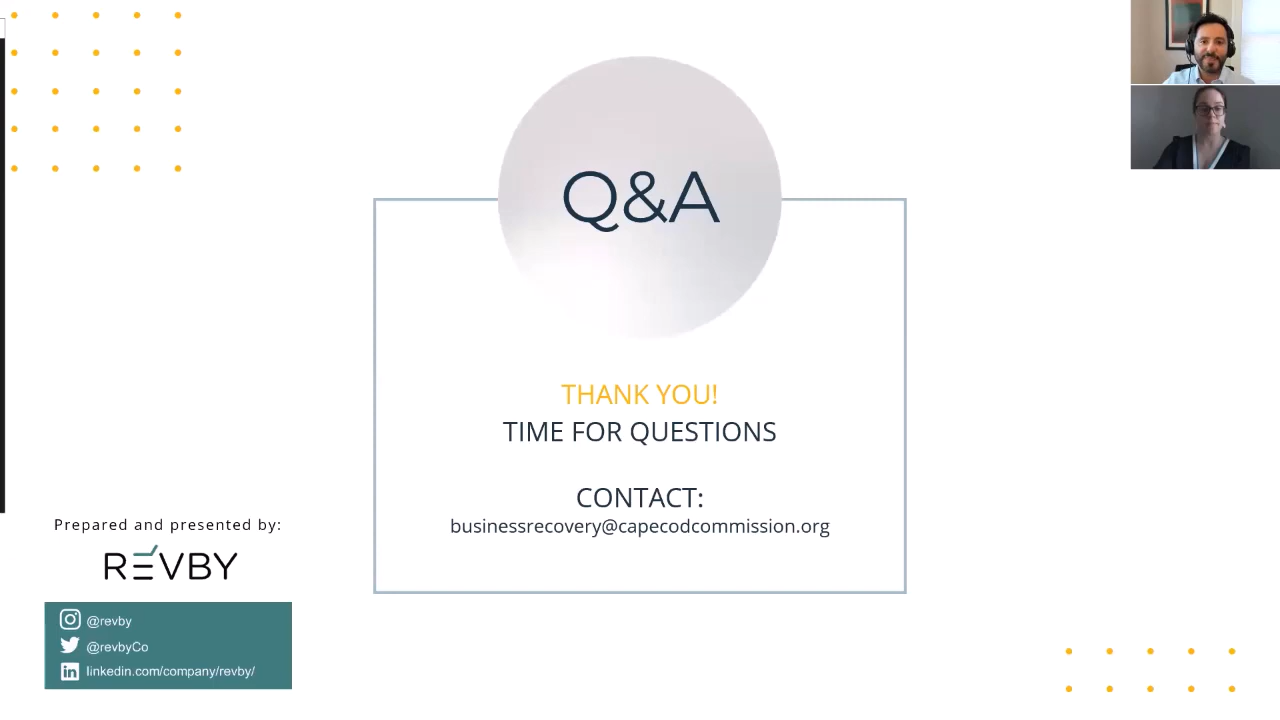 Q&A
THANK YOU!
TIME FOR QUESTIONS
CONTACT:
businessrecovery@capecodcommission.org
Prepared and presented by:
REVBY
@revby
@revbyCo
linkedin.com/company/revby/